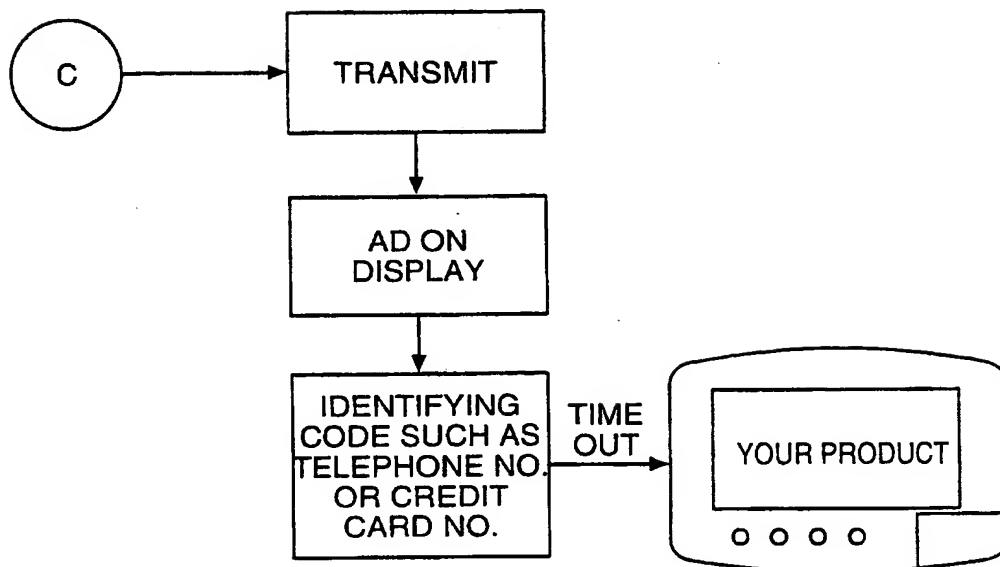 C
TRANSMIT
AD ON
DISPLAY
IDENTIFYING
CODE SUCH AS
TELEPHONE NO.
OR CREDIT
CARD NO.
TIME
OUT
YOUR PRODUCT